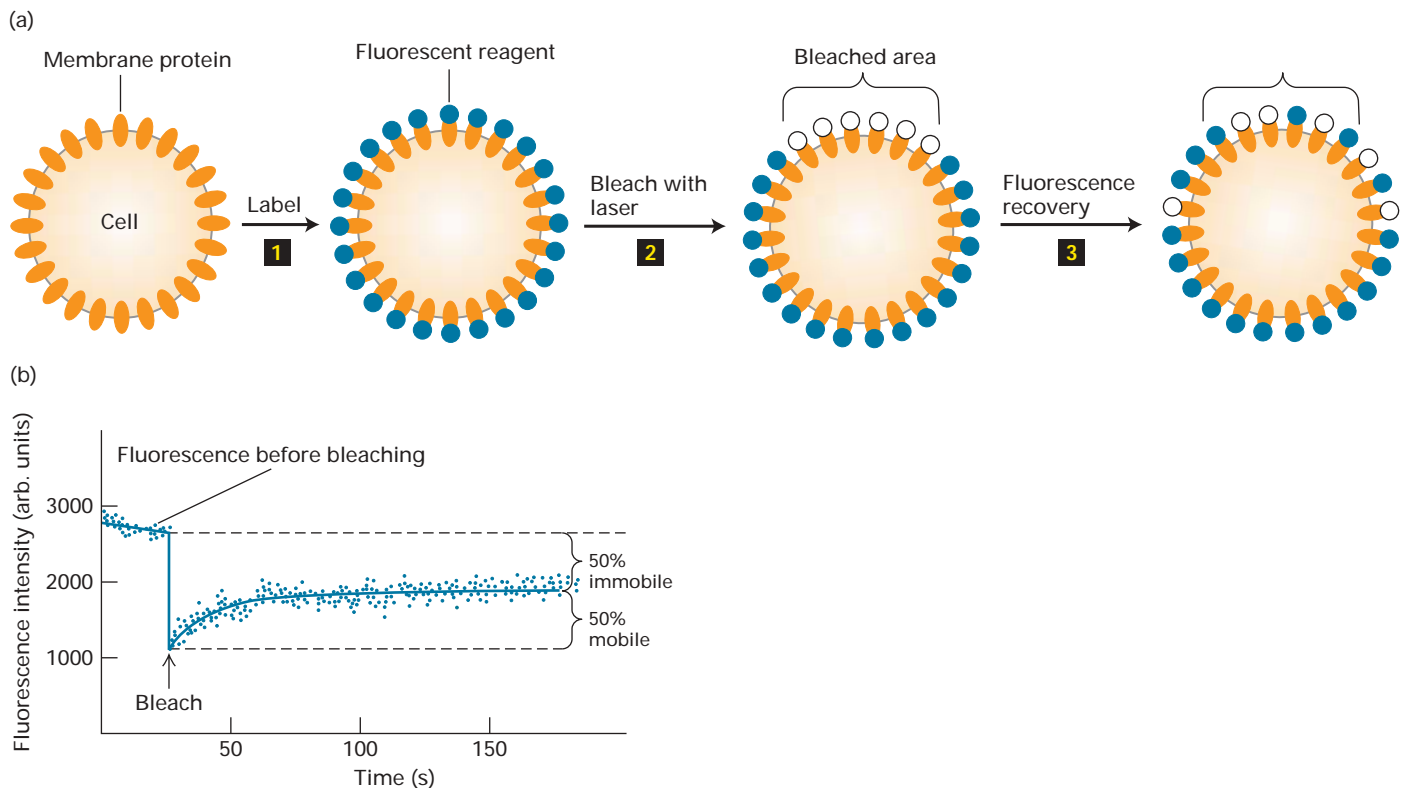 (a)
Membrane protein
Cell
Label
1
Fluorescent reagent
Bleach with
laser
2
Bleached area
Fluorescence
recovery
3
(b)
Fluorescence intensity (arb. units)
3000
2000
1000
Fluorescence before bleaching
50%
immobile
50%
mobile
Bleach
50
100
150
Time (s)